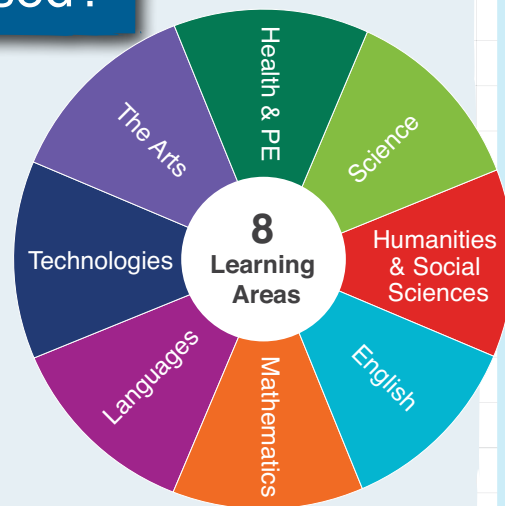 Health & PE
Science
Humanities
& Social
Sciences
English
Mathematics
Languages
Technologies
The Arts
8
Learning
Areas